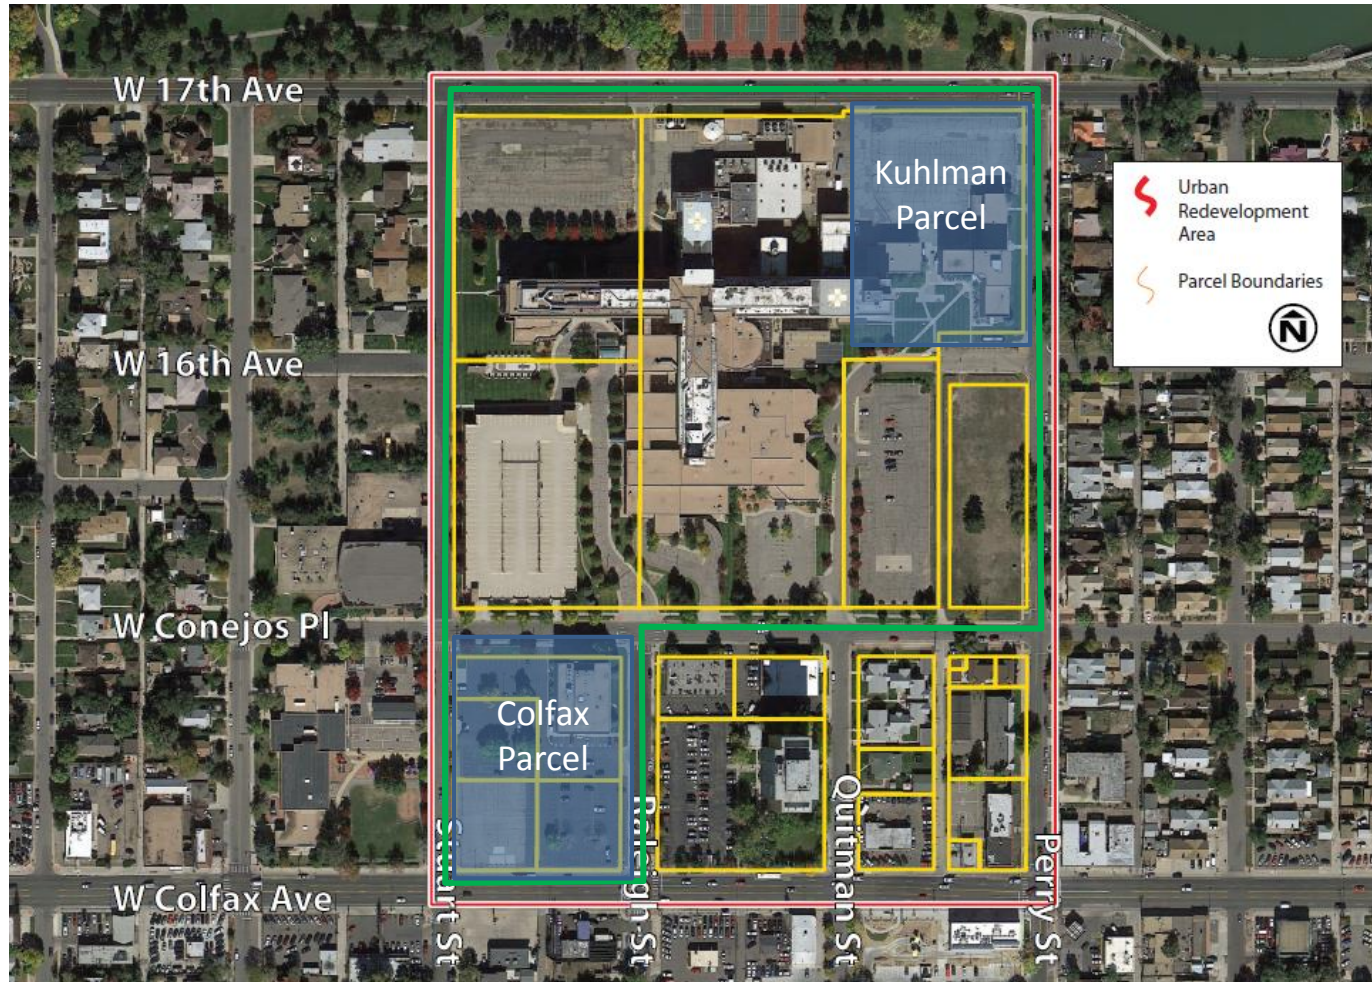 W 17th Ave
Kuhlman
Parcel
Urban
Redevelopment
Area
Parcel Boundaries
N
W 16th Ave
W Conejos Pl
Colfax
Parcel
W Colfax Ave
Stuart St
Raleigh St
Quitman St
Perry St